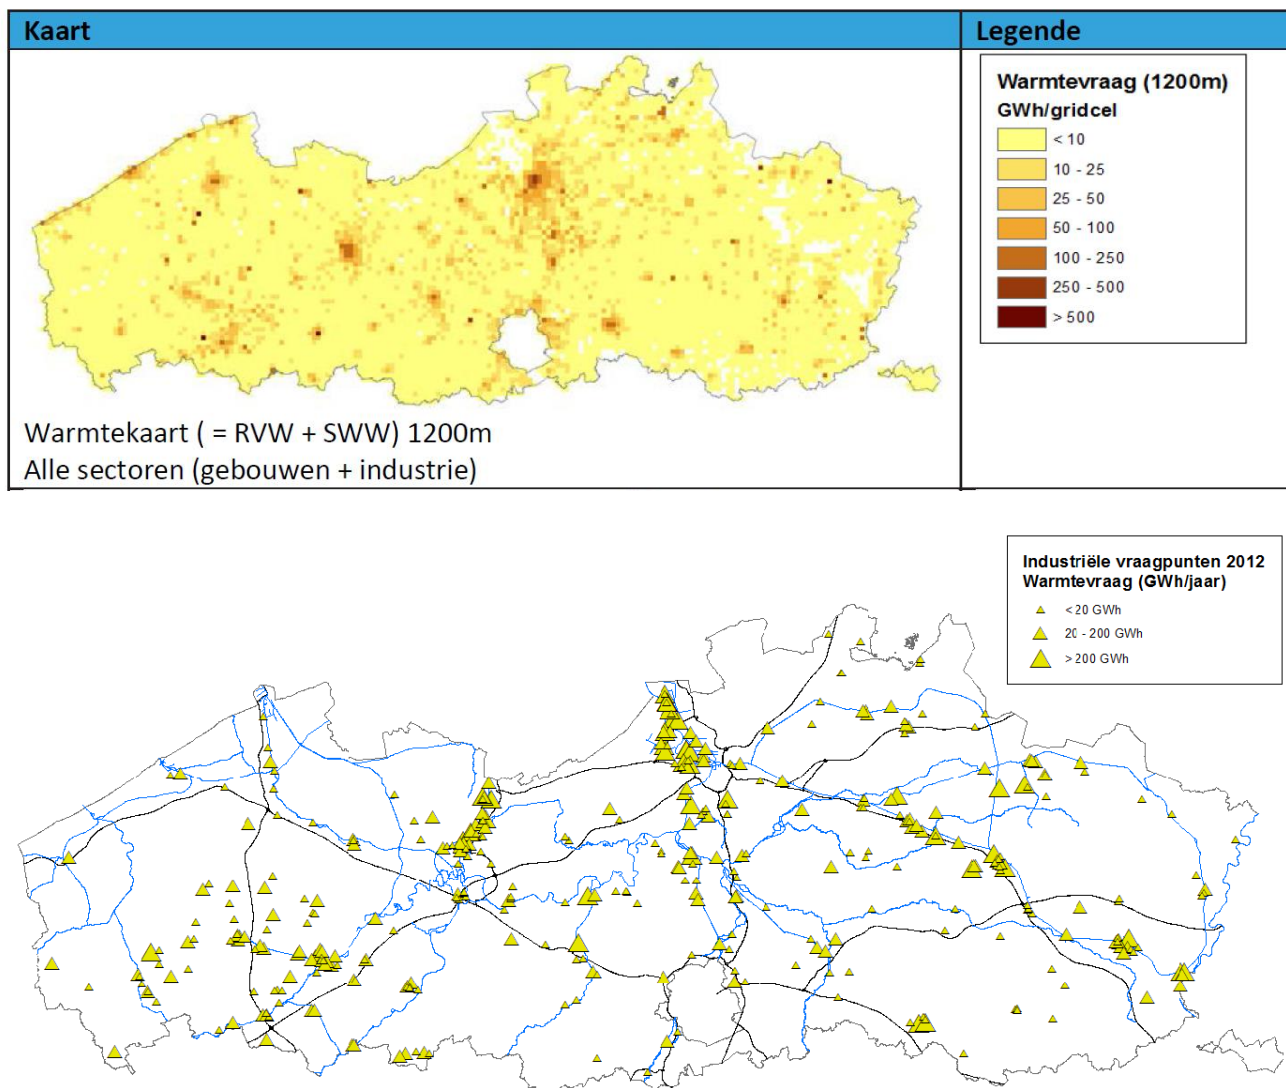 Kaart
Legende
Warmtevraag (1200m)
GWh/gridcel
< 10
10 - 25
25 - 50
50 - 100
100 - 250
250 - 500
> 500
Warmtekaart ( = RVW + SWW) 1200m
Alle sectoren (gebouwen + industrie)
Industriële vraagpunten 2012
Warmtevraag (GWh/jaar)
< 20 GWh
20 - 200 GWh
> 200 GWh